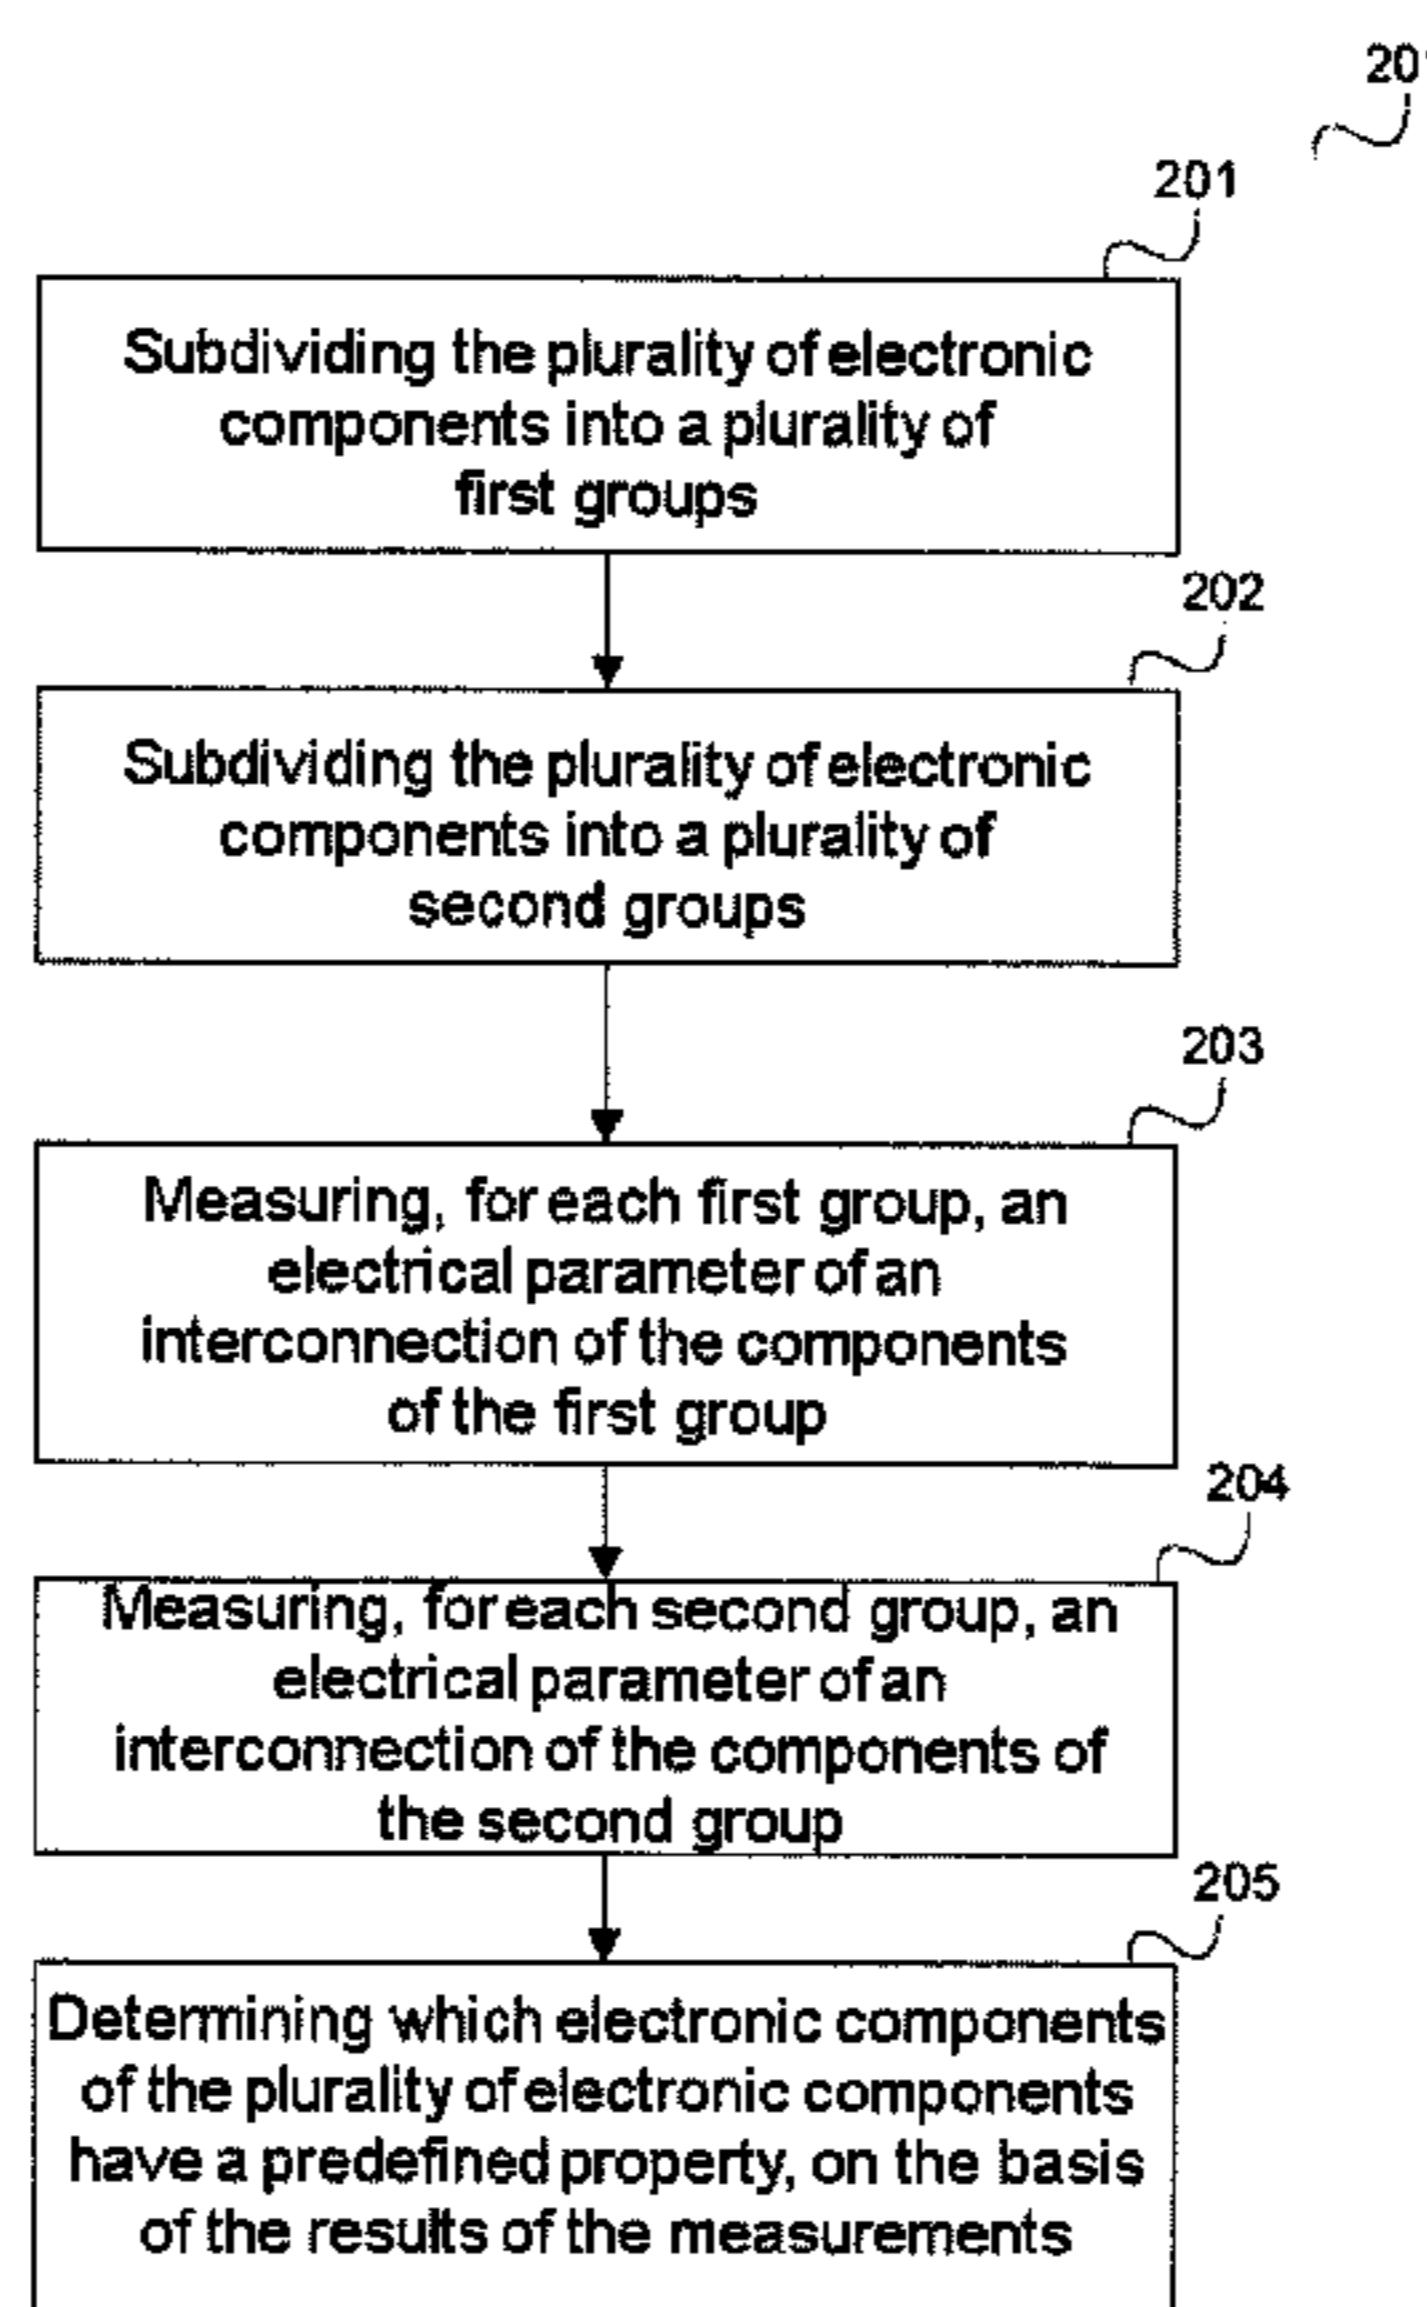 201
Subdividing the plurality of electronic
components into a plurality of
first groups
202
Subdividing the plurality of electronic
components into a plurality of
second groups
203
Measuring, for each first group, an
electrical parameter of an
interconnection of the components
of the first group
204
Measuring, for each second group, an
electrical parameter of an
interconnection of the components of
the second group
205
Determining which electronic components
of the plurality of electronic components
have a predefined property, on the basis
of the results of the measurements